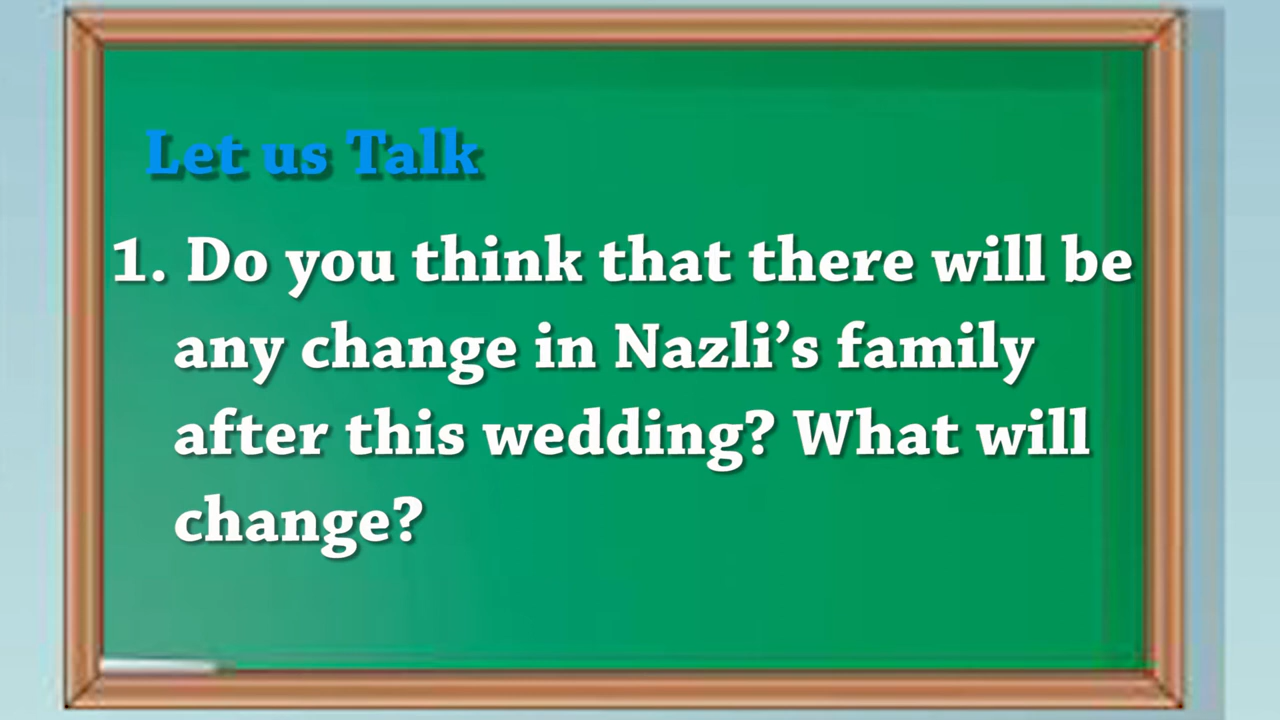 Let us Talk
1. Do you think that there will be
any change in Nazli’s family
after this wedding? What will
change?